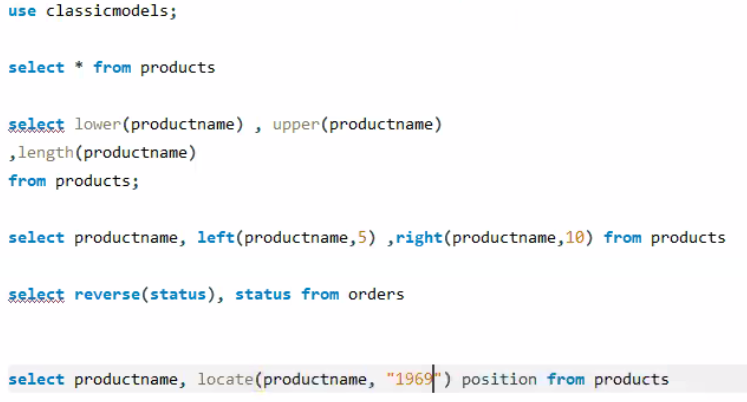 use classicmodels;
select * from products
select lower(productname) , upper(productname)
,length(productname)
from products;
select productname, left(productname,5) ,right(productname,10) from products
select reverse(status), status from orders
select productname, locate(productname, "1969") position from products